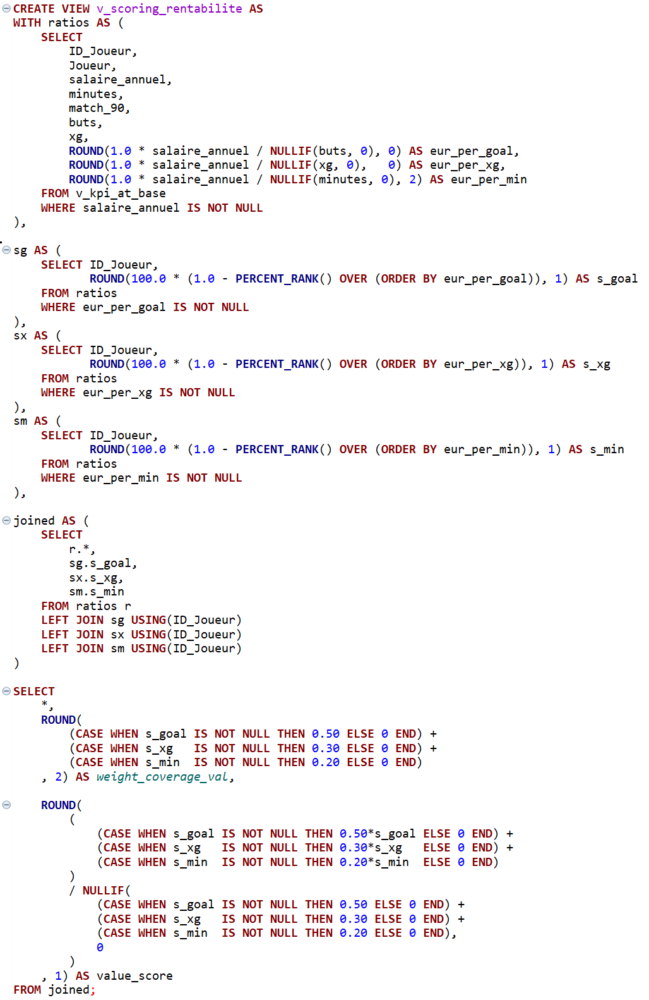 CREATE VIEW v_scoring_rentabilite AS
WITH ratios AS (
    SELECT
        ID_Joueur,
        Joueur,
        salaire_annuel,
        minutes,
        match_90,
        buts,
        xg,
        ROUND(1.0 * salaire_annuel / NULLIF(buts, 0), 0) AS eur_per_goal,
        ROUND(1.0 * salaire_annuel / NULLIF(xg, 0),   0) AS eur_per_xg,
        ROUND(1.0 * salaire_annuel / NULLIF(minutes, 0), 2) AS eur_per_min
    FROM v_kpi_at_base
    WHERE salaire_annuel IS NOT NULL
),

sg AS (
    SELECT ID_Joueur,
           ROUND(100.0 * (1.0 - PERCENT_RANK() OVER (ORDER BY eur_per_goal)), 1) AS s_goal
    FROM ratios
    WHERE eur_per_goal IS NOT NULL
),
sx AS (
    SELECT ID_Joueur,
           ROUND(100.0 * (1.0 - PERCENT_RANK() OVER (ORDER BY eur_per_xg)), 1) AS s_xg
    FROM ratios
    WHERE eur_per_xg IS NOT NULL
),
sm AS (
    SELECT ID_Joueur,
           ROUND(100.0 * (1.0 - PERCENT_RANK() OVER (ORDER BY eur_per_min)), 1) AS s_min
    FROM ratios
    WHERE eur_per_min IS NOT NULL
),

joined AS (
    SELECT
        r.*,
        sg.s_goal,
        sx.s_xg,
        sm.s_min
    FROM ratios r
    LEFT JOIN sg USING(ID_Joueur)
    LEFT JOIN sx USING(ID_Joueur)
    LEFT JOIN sm USING(ID_Joueur)
)

SELECT
    *,
    ROUND(
        (CASE WHEN s_goal IS NOT NULL THEN 0.50 ELSE 0 END) +
        (CASE WHEN s_xg   IS NOT NULL THEN 0.30 ELSE 0 END) +
        (CASE WHEN s_min  IS NOT NULL THEN 0.20 ELSE 0 END)
    , 2) AS weight_coverage_val,

    ROUND(
        (
            (CASE WHEN s_goal IS NOT NULL THEN 0.50*s_goal ELSE 0 END) +
            (CASE WHEN s_xg   IS NOT NULL THEN 0.30*s_xg   ELSE 0 END) +
            (CASE WHEN s_min  IS NOT NULL THEN 0.20*s_min  ELSE 0 END)
        )
        / NULLIF(
            (CASE WHEN s_goal IS NOT NULL THEN 0.50 ELSE 0 END) +
            (CASE WHEN s_xg   IS NOT NULL THEN 0.30 ELSE 0 END) +
            (CASE WHEN s_min  IS NOT NULL THEN 0.20 ELSE 0 END),
            0
        )
    , 1) AS value_score
FROM joined;